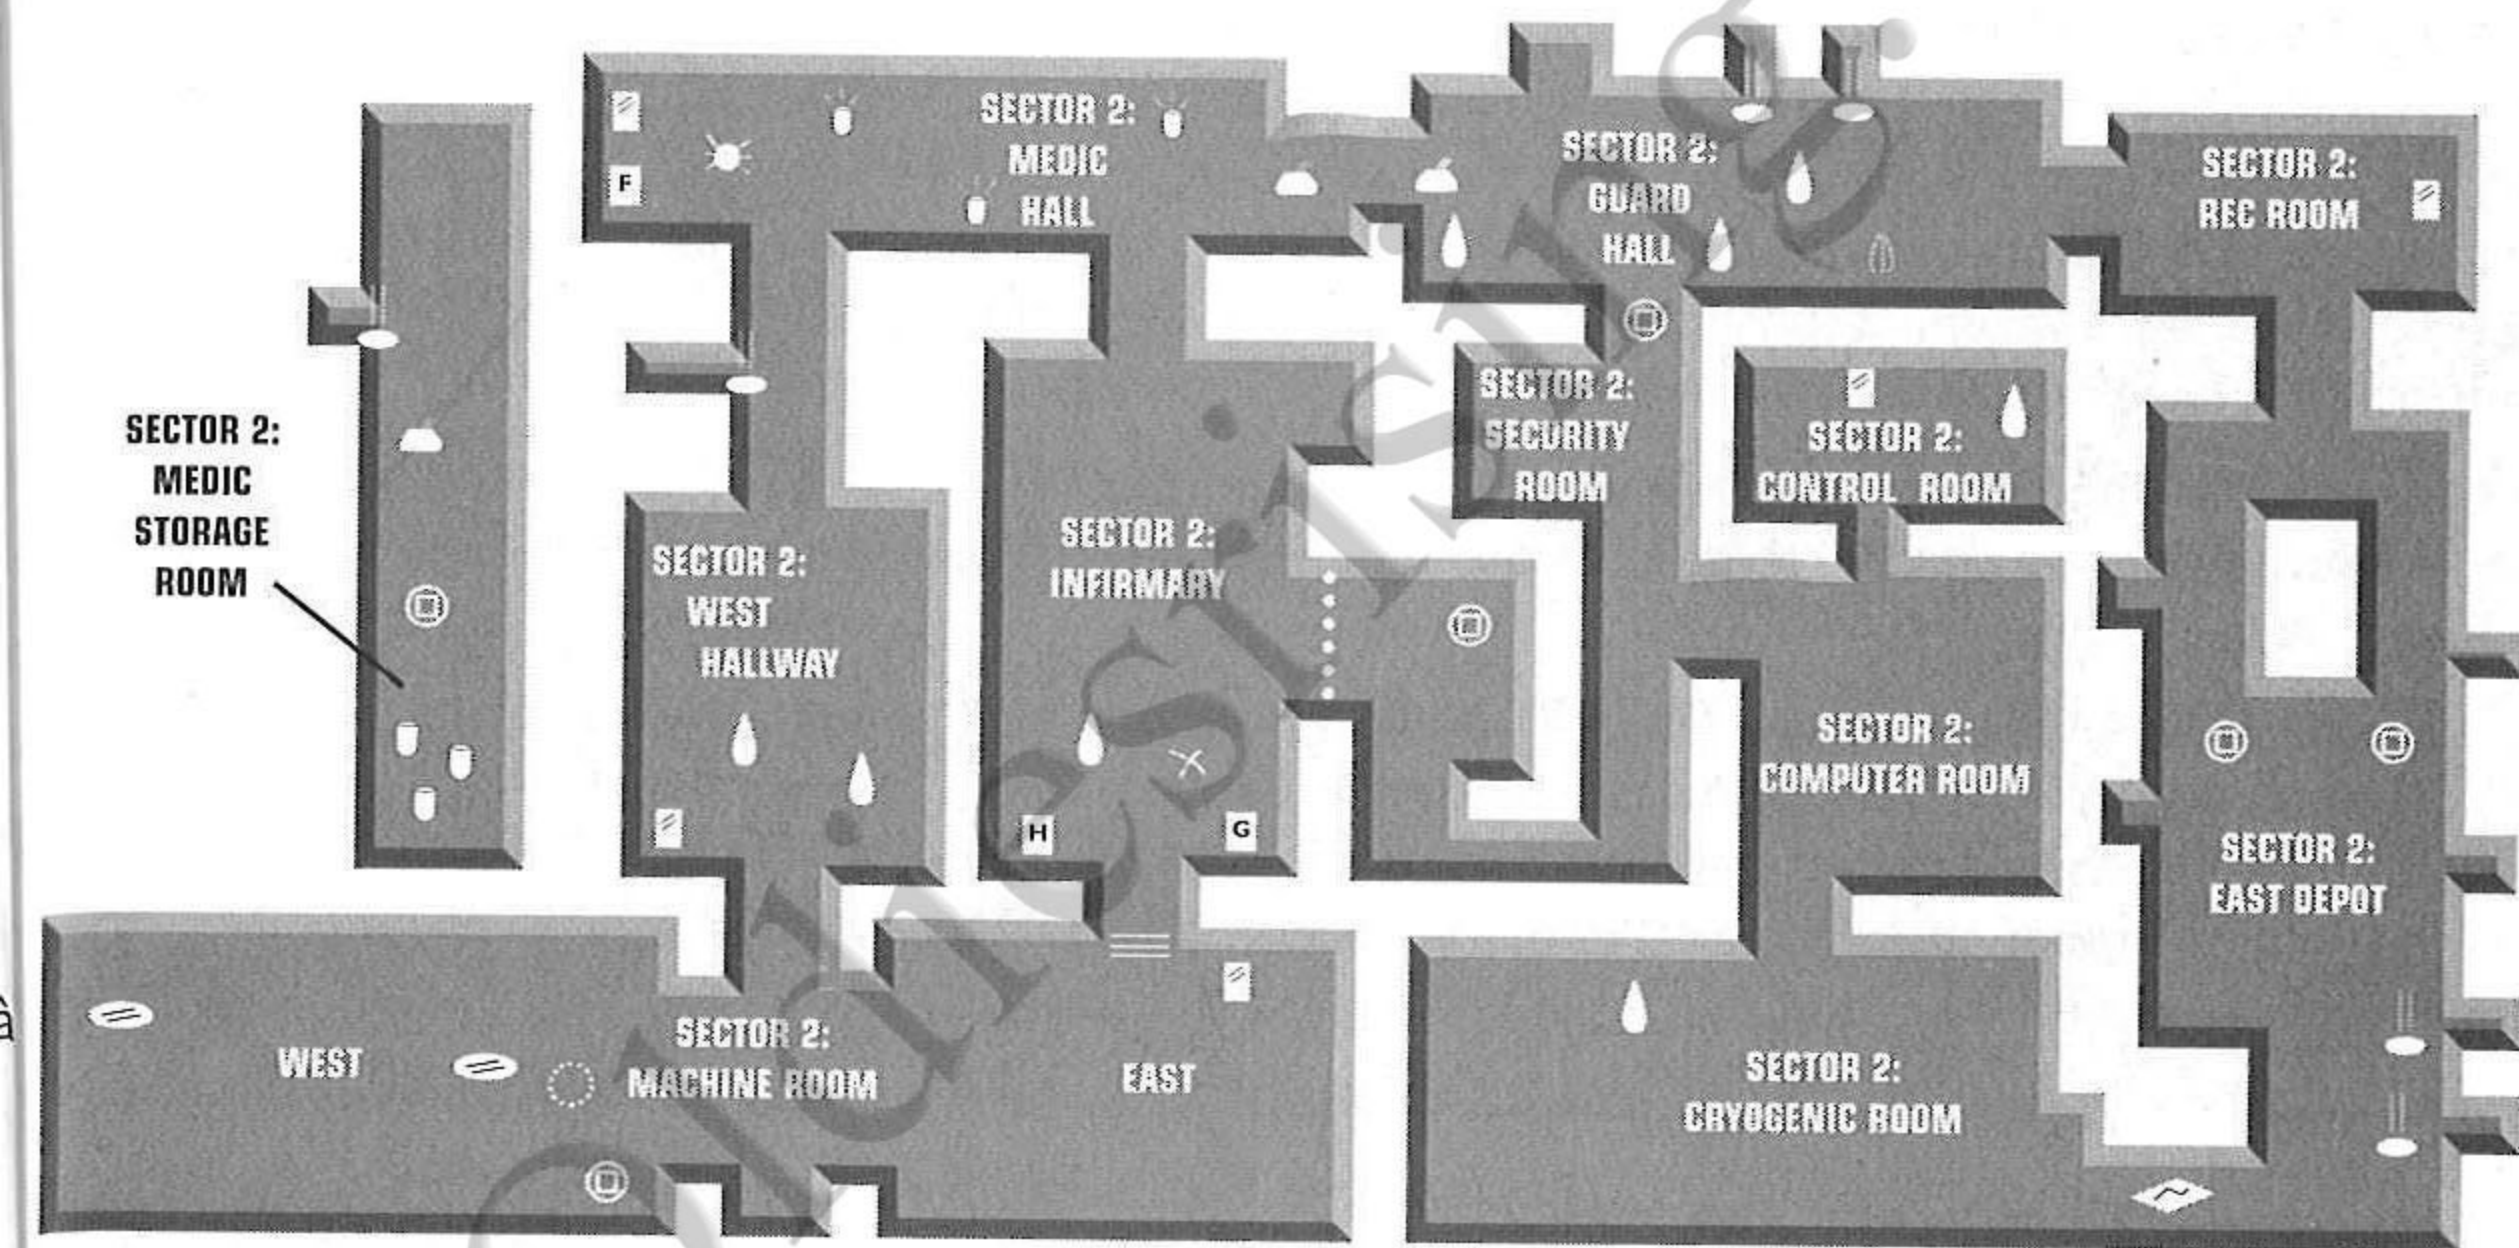 SECTOR 2:
MEDIC
HALL
F
SECTOR 2:
GUARD
HALL
SECTOR 2:
REC ROOM
SECTOR 2:
MEDIC
STORAGE
ROOM
SECTOR 2:
WEST
HALLWAY
SECTOR 2:
INFIRMARY
H
G
SECTOR 2:
SECURITY
ROOM
SECTOR 2:
CONTROL ROOM
SECTOR 2:
COMPUTER ROOM
SECTOR 2:
EAST DEPOT
WEST
SECTOR 2:
MACHINE ROOM
EAST
SECTOR 2:
CRYOGENIC ROOM